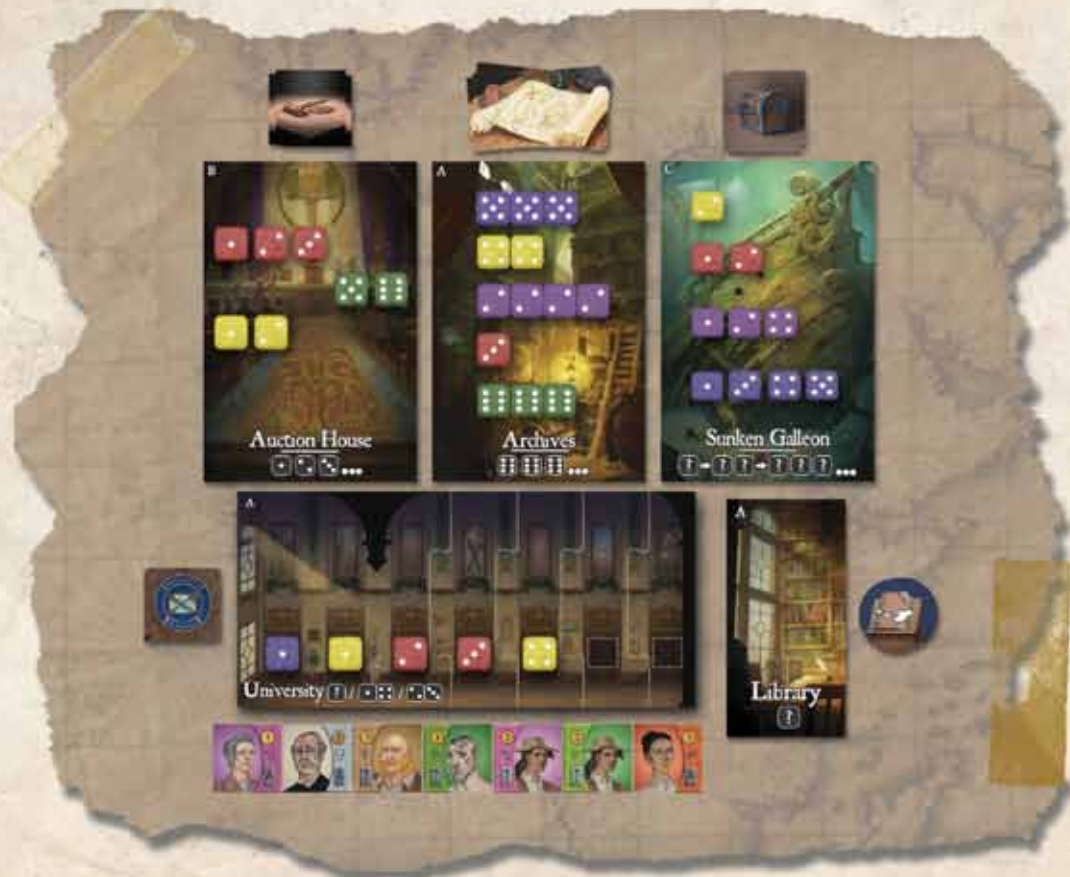 B
A
C
Auction House
Archives
Sunken Galleon
? ? ? ? ? ?
A
A
University ? / /
Library
?